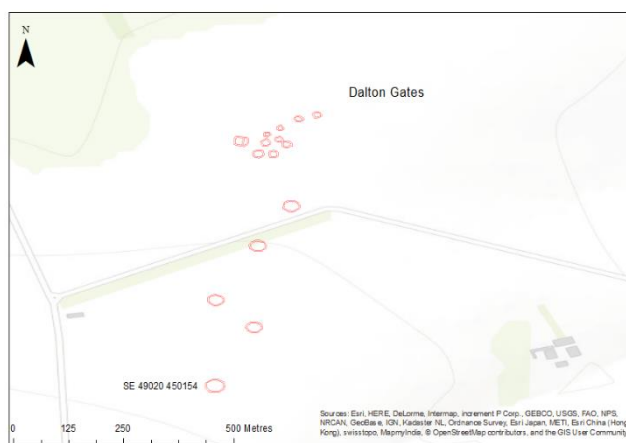 N
Dalton Gates
SE 49020 450154
0 125 250 500 Metres
Sources: Esri, HERE, DeLorme, Intermap, increment P Corp., GEBCO, USGS, FAO, NPS,
NRCAN, GeoBase, IGN, Kadaster NL, Ordnance Survey, Esri Japan, METI, Esri China (Hong
Kong), swisstopo, MapmyIndia, © OpenStreetMap contributors, and the GIS User Community